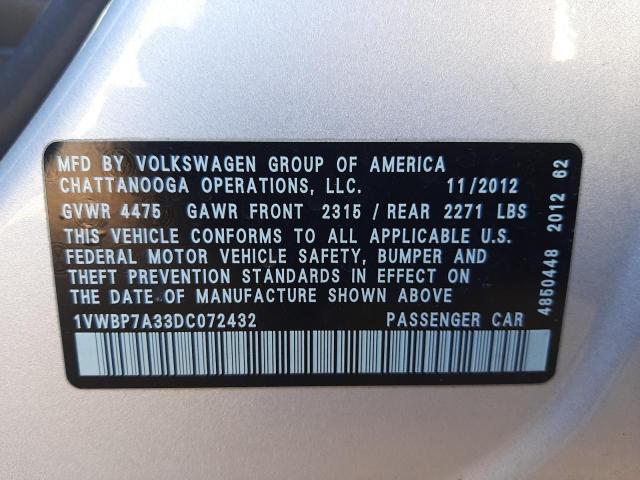 MFD BY VOLKSWAGEN GROUP OF AMERICA
CHATTANOOGA OPERATIONS, LLC. 11/2012
GVWR 4475 GAWR FRONT 2315 / REAR 2271 LBS
THIS VEHICLE CONFORMS TO ALL APPLICABLE U.S.
FEDERAL MOTOR VEHICLE SAFETY, BUMPER AND
THEFT PREVENTION STANDARDS IN EFFECT ON
THE DATE OF MANUFACTURE SHOWN ABOVE
1VWBP7A33DC072432 PASSENGER CAR
4850448 2012 62